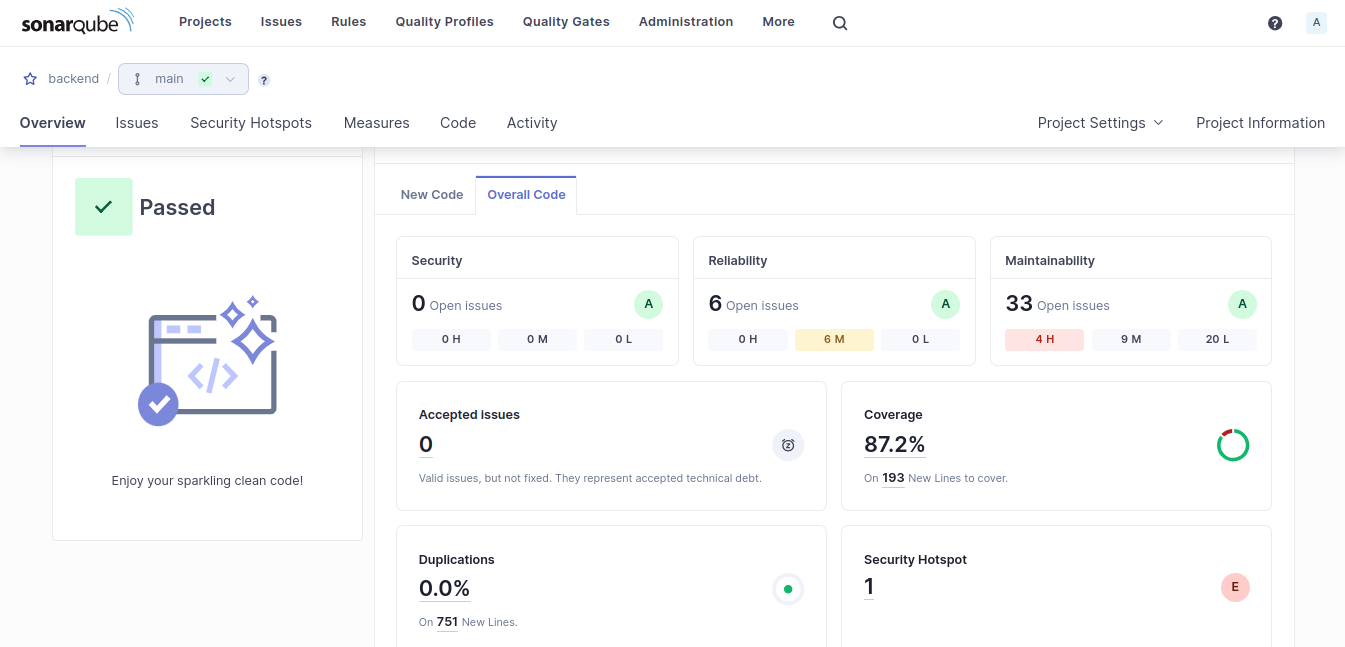 sonarqube Projects Issues Rules Quality Profiles Quality Gates Administration More ? A
backend / main ?
Overview Issues Security Hotspots Measures Code Activity Project Settings Project Information
Passed
Enjoy your sparkling clean code!
New Code Overall Code
Security
0 Open issues A
0 H 0 M 0 L
Reliability
6 Open issues A
0 H 6 M 0 L
Maintainability
33 Open issues A
4 H 9 M 20 L
Accepted issues
0
Valid issues, but not fixed. They represent accepted technical debt.
Coverage
87.2%
On 193 New Lines to cover.
Duplications
0.0%
On 751 New Lines.
Security Hotspot
1 E